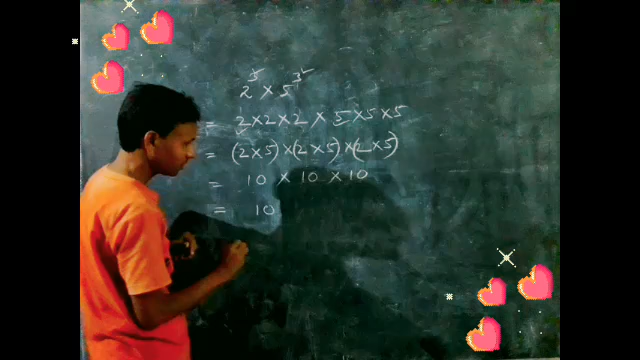 2³ × 5³
= 2×2×2 × 5×5×5
= (2×5)×(2×5)×(2×5)
= 10 × 10 × 10
= 10